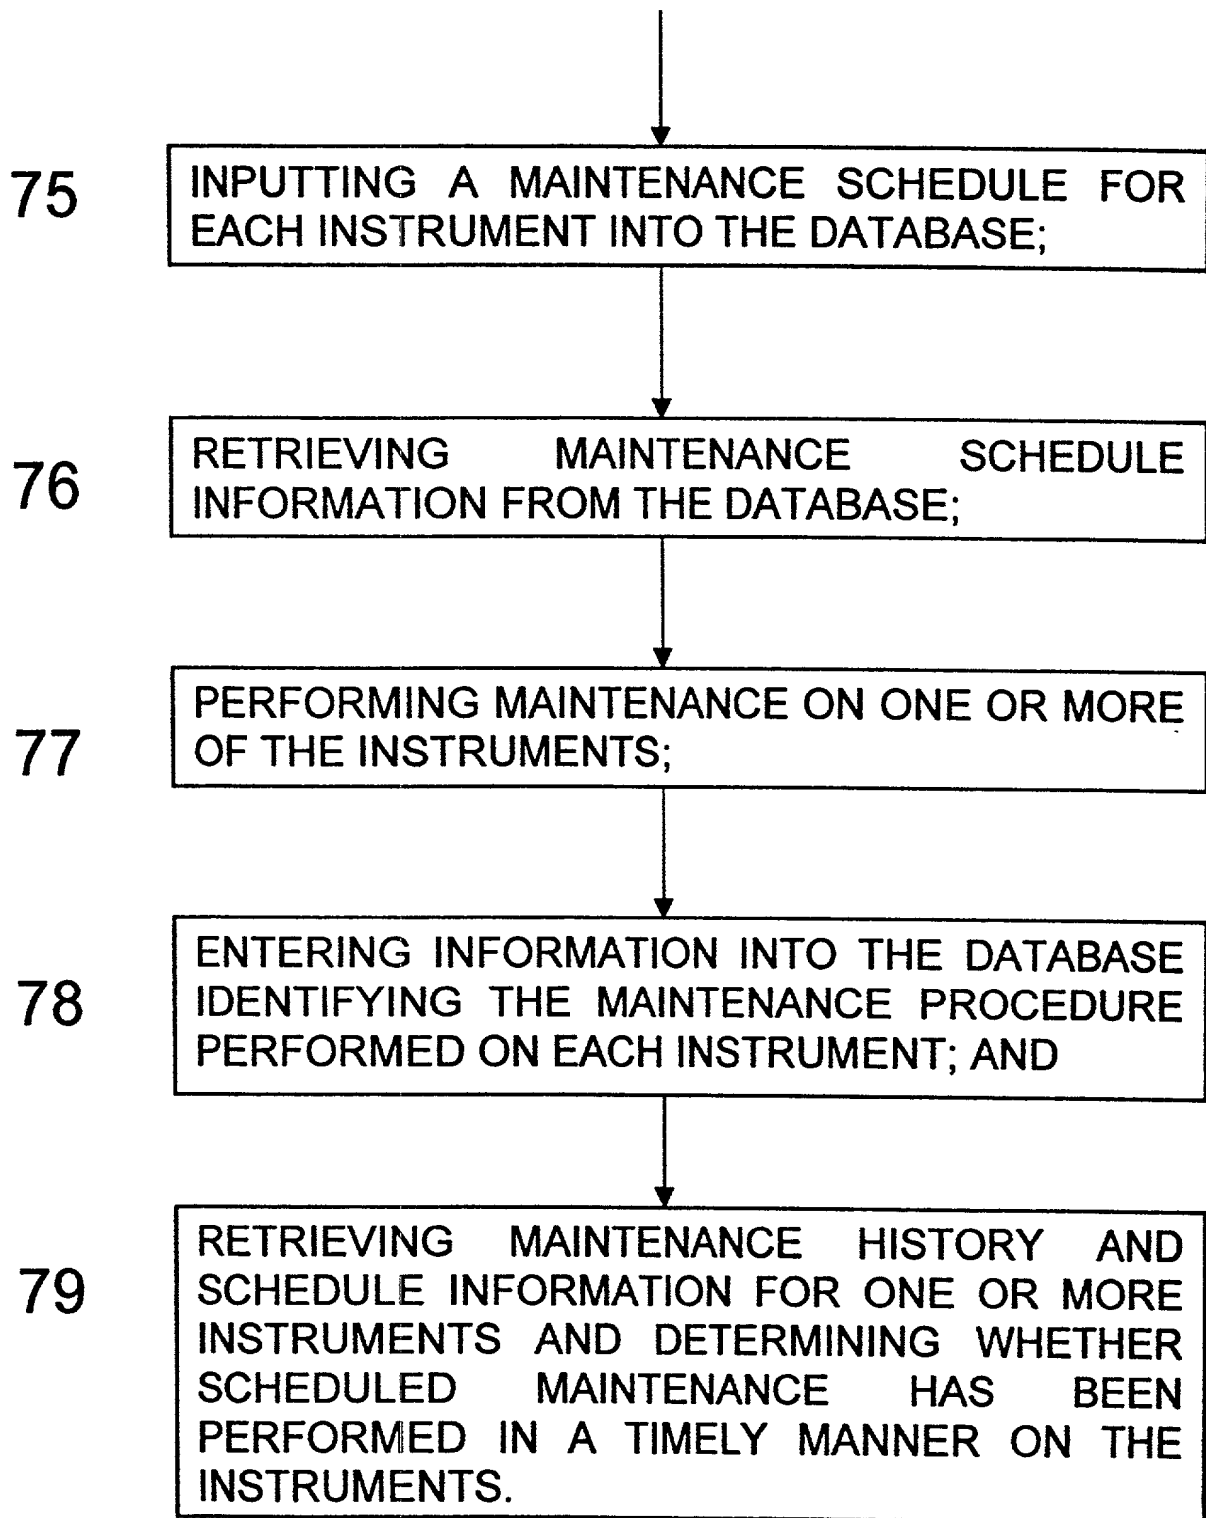 75
INPUTTING A MAINTENANCE SCHEDULE FOR
EACH INSTRUMENT INTO THE DATABASE;
76
RETRIEVING MAINTENANCE SCHEDULE
INFORMATION FROM THE DATABASE;
77
PERFORMING MAINTENANCE ON ONE OR MORE
OF THE INSTRUMENTS;
78
ENTERING INFORMATION INTO THE DATABASE
IDENTIFYING THE MAINTENANCE PROCEDURE
PERFORMED ON EACH INSTRUMENT; AND
79
RETRIEVING MAINTENANCE HISTORY AND
SCHEDULE INFORMATION FOR ONE OR MORE
INSTRUMENTS AND DETERMINING WHETHER
SCHEDULED MAINTENANCE HAS BEEN
PERFORMED IN A TIMELY MANNER ON THE
INSTRUMENTS.